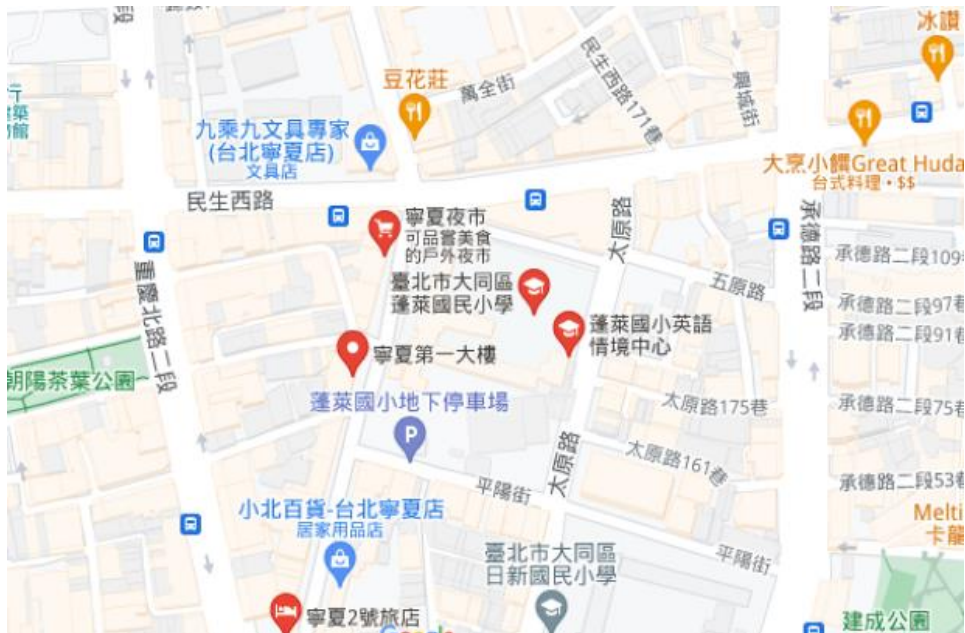 二段
冰讚
豆花莊
萬全街
民生西路171巷
興城街
九乘九文具專家
(台北寧夏店)
文具店
大烹小饌Great Huda
台式料理・$$
民生西路
寧夏夜市
可品嘗美食
的戶外夜市
太原路
承德路二段
承德路二段109巷
重慶北路二段
臺北市大同區
蓬萊國民小學
五原路
蓬萊國小英語
情境中心
承德路二段97巷
承德路二段91巷
寧夏第一大樓
朝陽茶葉公園
蓬萊國小地下停車場
P
太原路175巷
承德路二段75巷
太原路
太原路161巷
平陽街
承德路二段53巷
小北百貨-台北寧夏店
居家用品店
Melti
卡龍
臺北市大同區
日新國民小學
平陽街
寧夏2號旅店
建成公園